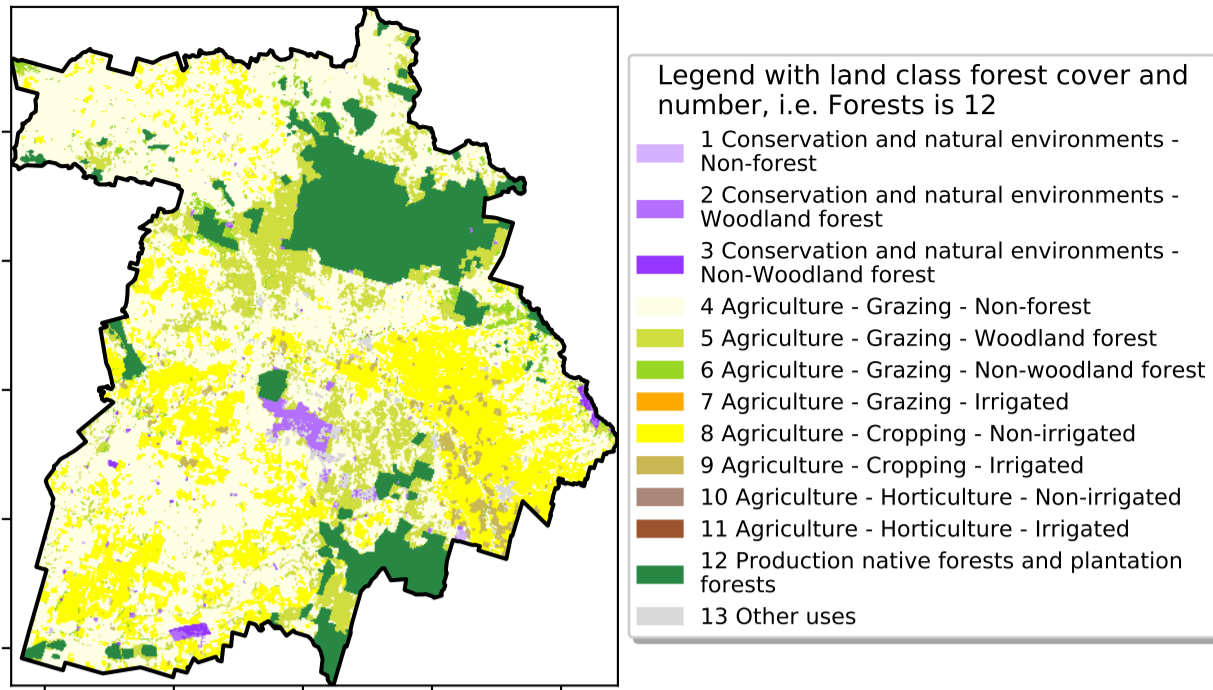 Legend with land class forest cover and
number, i.e. Forests is 12
1 Conservation and natural environments -
Non-forest
2 Conservation and natural environments -
Woodland forest
3 Conservation and natural environments -
Non-Woodland forest
4 Agriculture - Grazing - Non-forest
5 Agriculture - Grazing - Woodland forest
6 Agriculture - Grazing - Non-woodland forest
7 Agriculture - Grazing - Irrigated
8 Agriculture - Cropping - Non-irrigated
9 Agriculture - Cropping - Irrigated
10 Agriculture - Horticulture - Non-irrigated
11 Agriculture - Horticulture - Irrigated
12 Production native forests and plantation
forests
13 Other uses